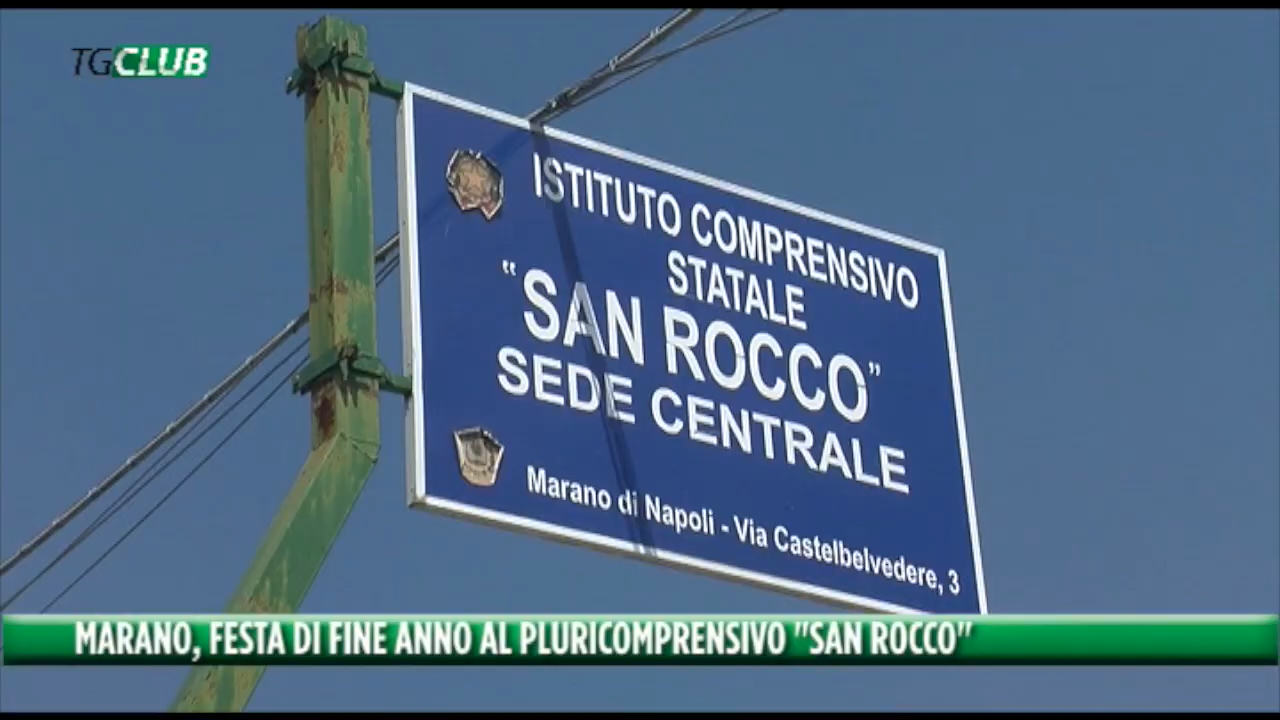 TGCLUB
ISTITUTO COMPRENSIVO
STATALE
"SAN ROCCO"
SEDE CENTRALE
Marano di Napoli - Via Castelbelvedere, 3
MARANO, FESTA DI FINE ANNO AL PLURICOMPRENSIVO "SAN ROCCO"